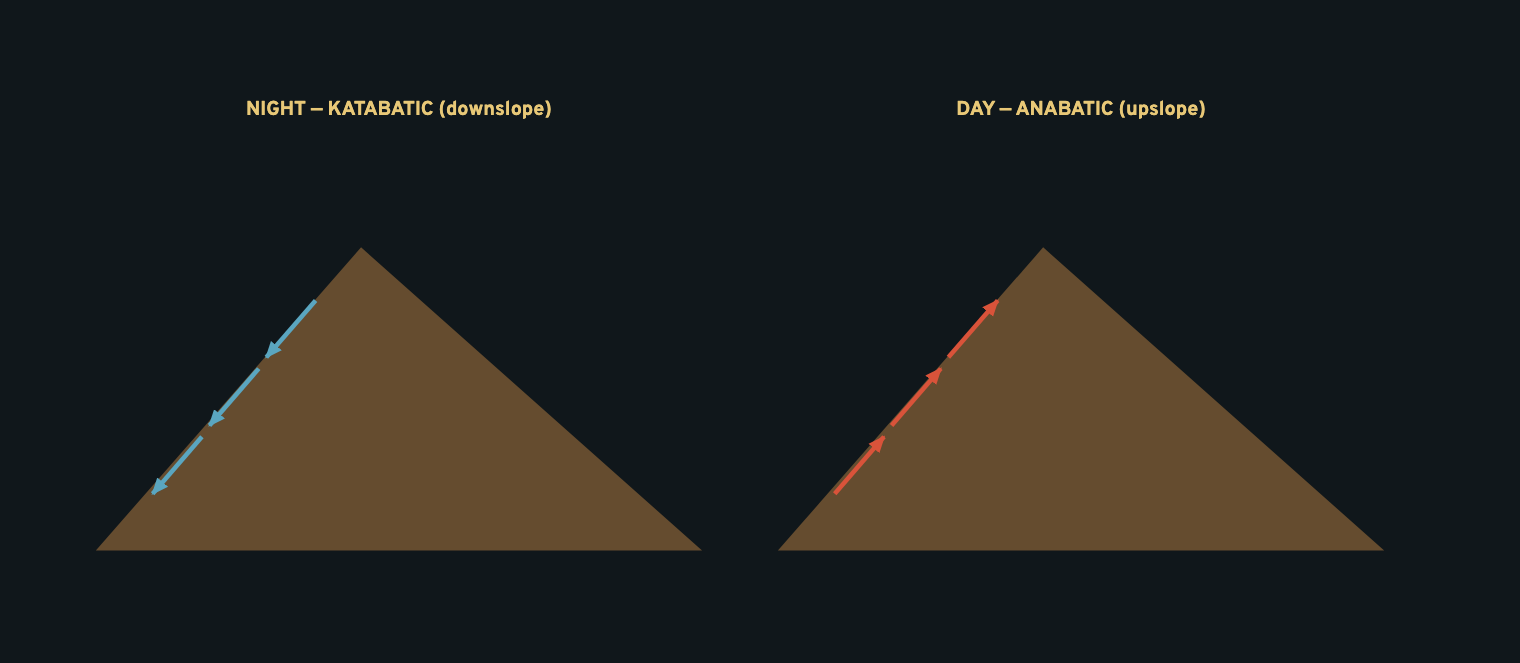 NIGHT – KATABATIC (downslope)
DAY – ANABATIC (upslope)